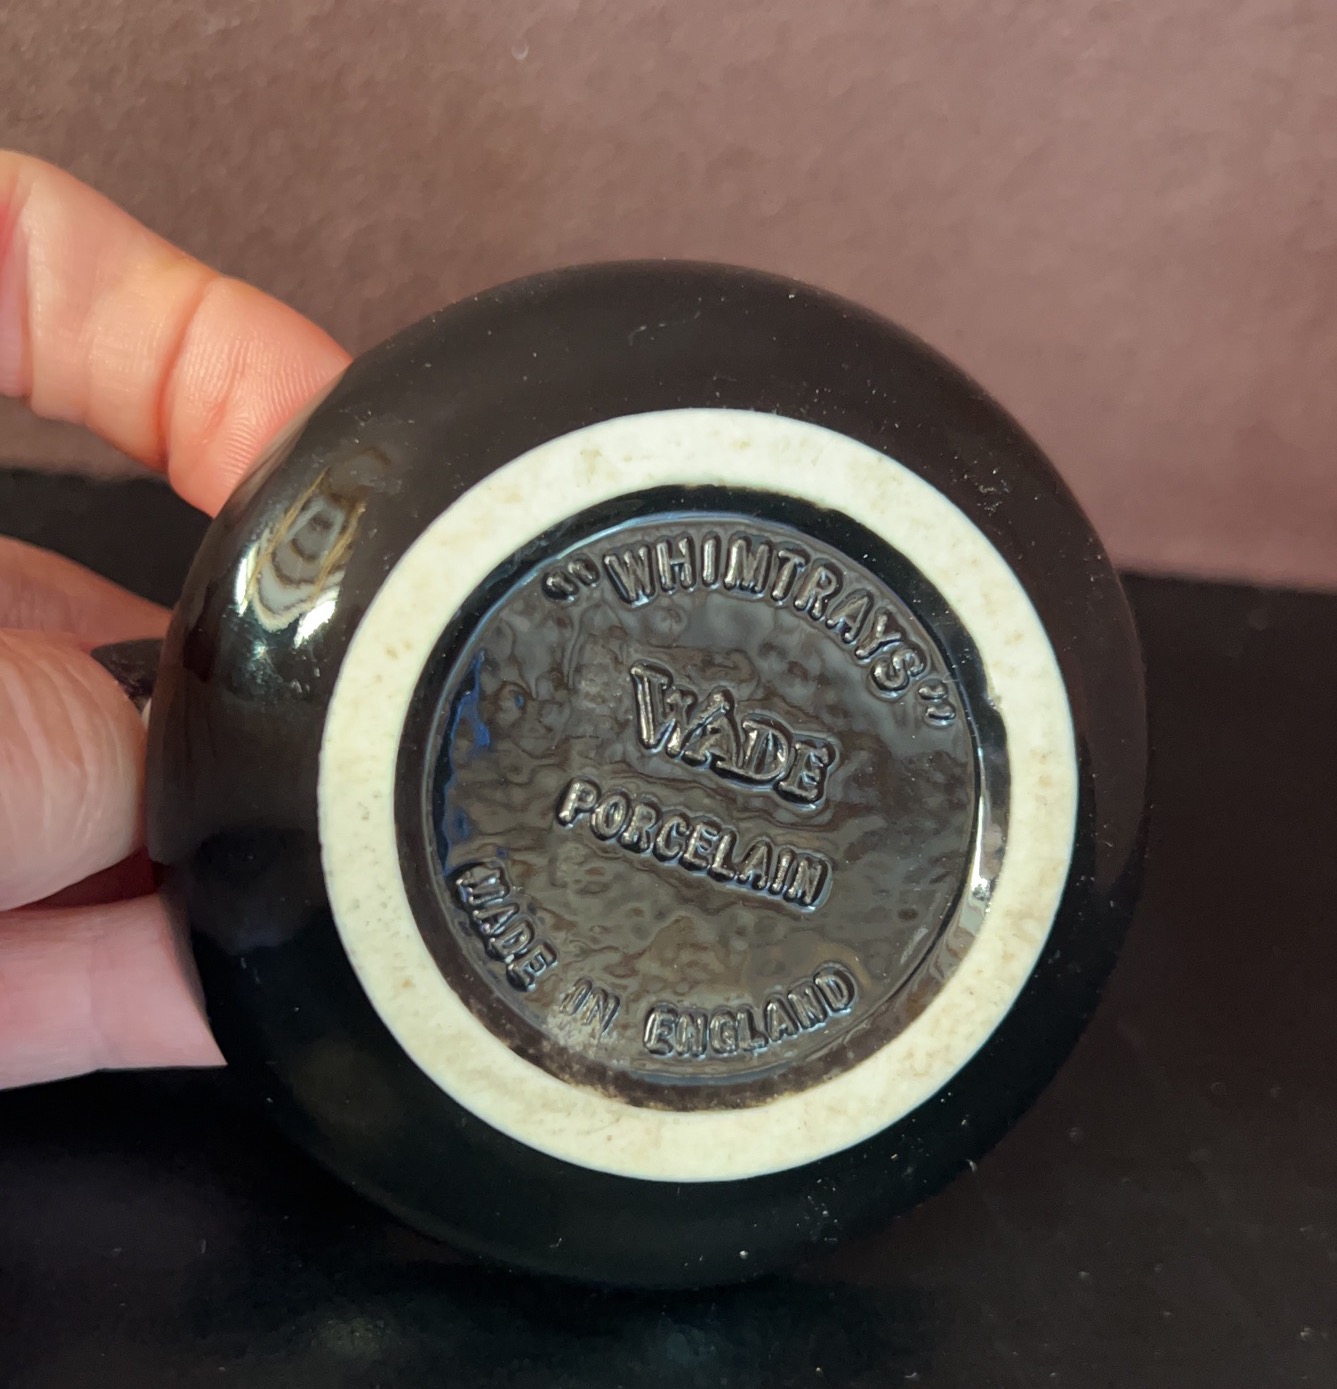 "WHIMTRAYS"
WADE
PORCELAIN
MADE IN ENGLAND